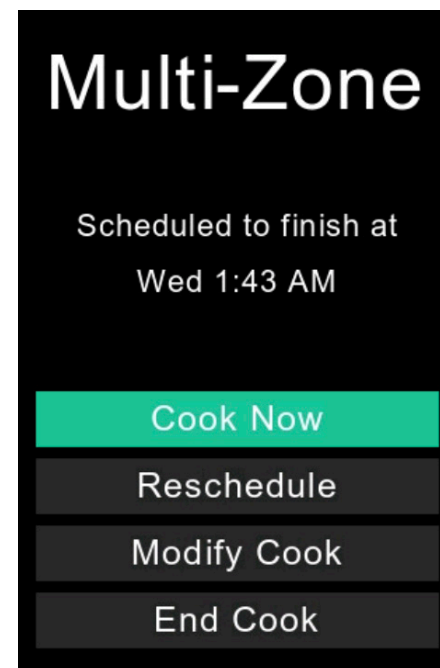 Multi-Zone
Scheduled to finish at
Wed 1:43 AM
Cook Now
Reschedule
Modify Cook
End Cook